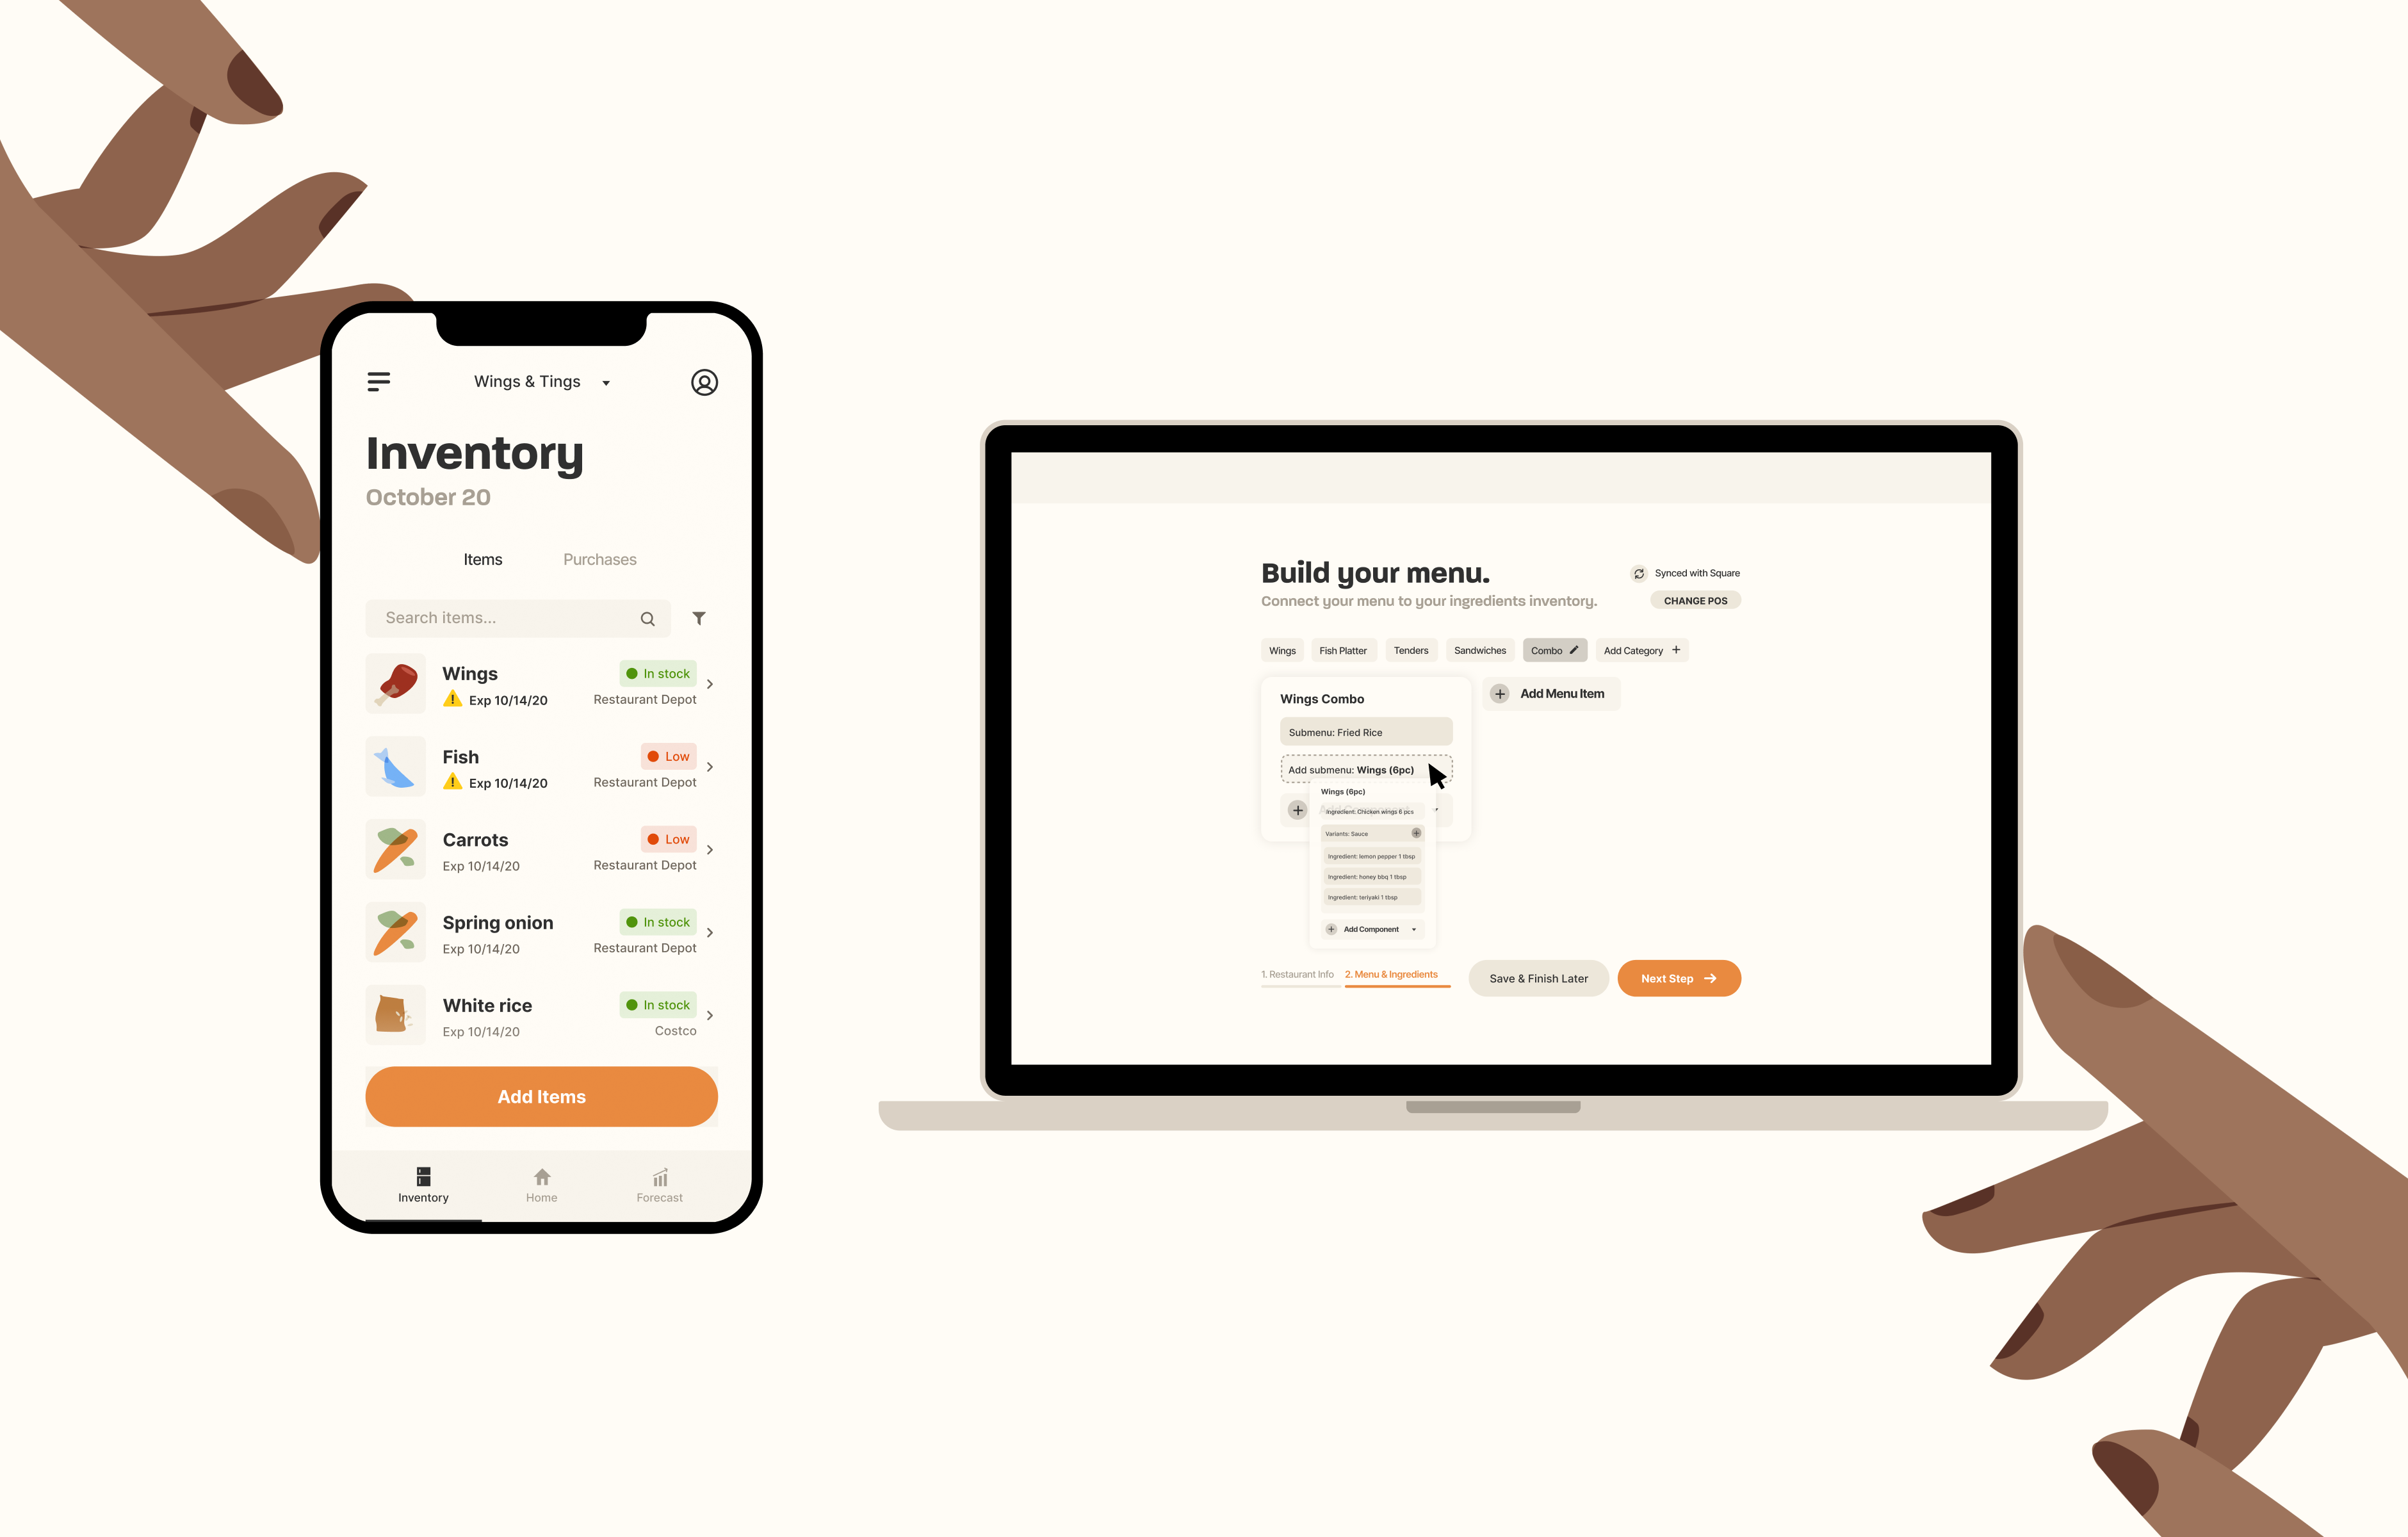 Wings & Tings
Inventory
October 20
Items Purchases
Search items...
Wings In stock
Exp 10/14/20 Restaurant Depot
Fish Low
Exp 10/14/20 Restaurant Depot
Carrots Low
Exp 10/14/20 Restaurant Depot
Spring onion In stock
Exp 10/14/20 Restaurant Depot
White rice In stock
Exp 10/14/20 Costco
Add Items
Inventory Home Forecast
Build your menu.
Connect your menu to your ingredients inventory.
Synced with Square
CHANGE POS
Wings Fish Platter Tenders Sandwiches Combo Add Category +
Wings Combo
Add Menu Item
Submenu: Fried Rice
Add submenu: Wings (6pc)
Wings (6pc)
Ingredient: Chicken wings 6 pcs
Variants: Sauce
Ingredient: lemon pepper 1 tbsp
Ingredient: honey bbq 1 tbsp
Ingredient: teriyaki 1 tbsp
Add Component
1. Restaurant Info 2. Menu & Ingredients
Save & Finish Later
Next Step